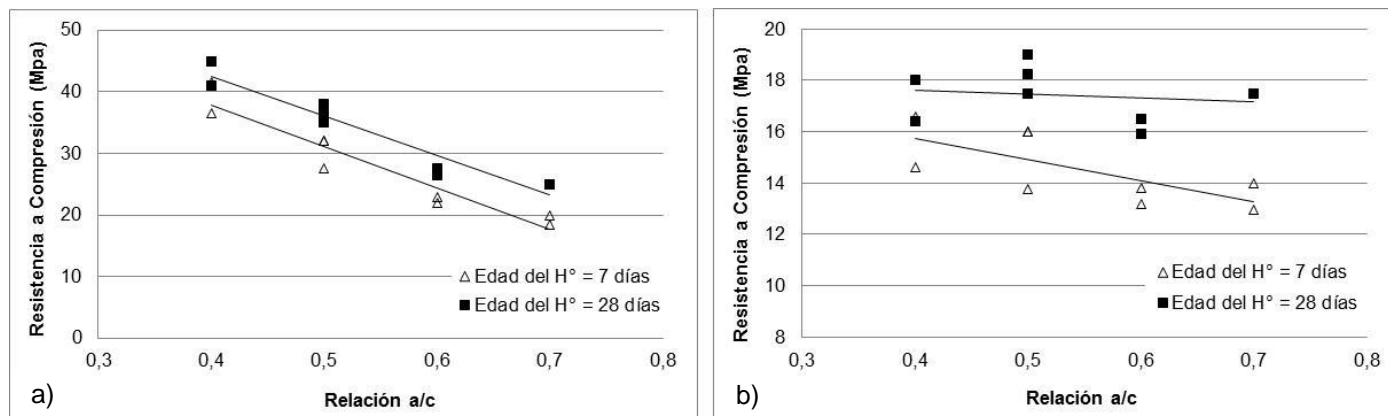 Resistencia a Compresión (Mpa)
50
40
30
20
10
0
0,3
0,4
0,5
0,6
0,7
0,8
Edad del H° = 7 días
Edad del H° = 28 días
a)
Relación a/c
Resistencia a Compresión (Mpa)
20
18
16
14
12
10
8
0,3
0,4
0,5
0,6
0,7
0,8
Edad del H° = 7 días
Edad del H° = 28 días
b)
Relación a/c